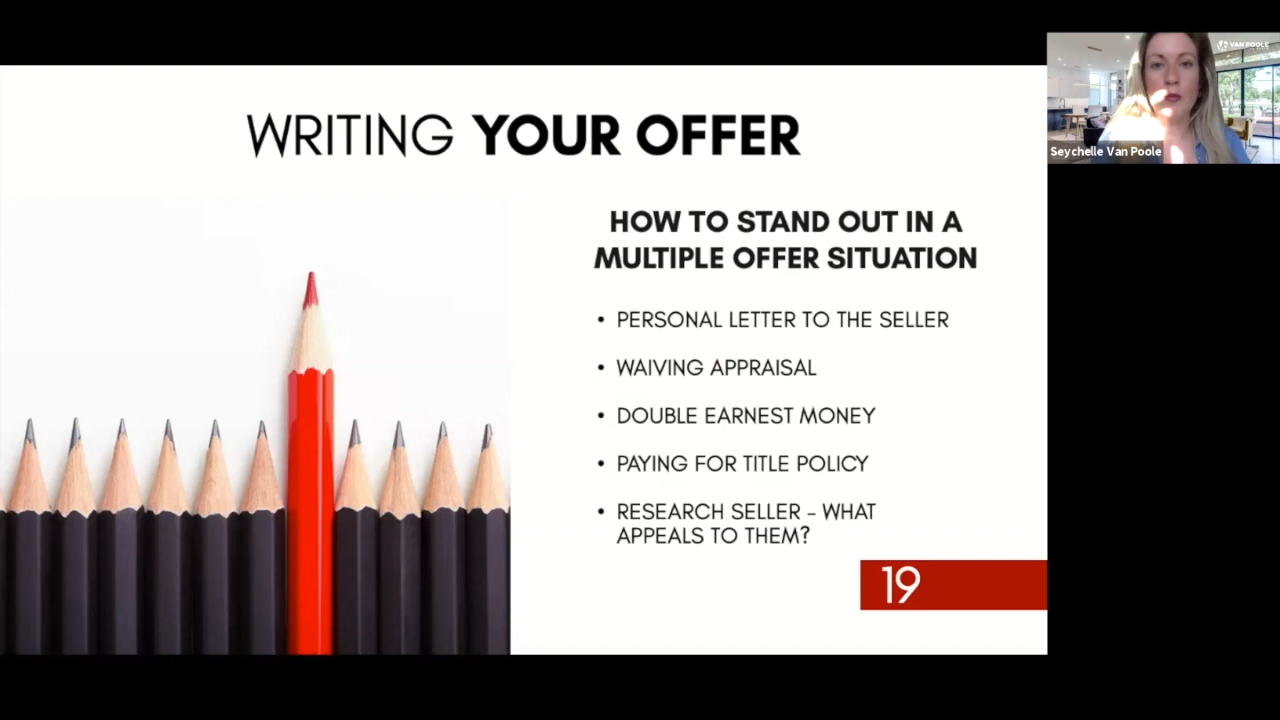 WRITING YOUR OFFER
HOW TO STAND OUT IN A
MULTIPLE OFFER SITUATION
• PERSONAL LETTER TO THE SELLER
• WAIVING APPRAISAL
• DOUBLE EARNEST MONEY
• PAYING FOR TITLE POLICY
• RESEARCH SELLER – WHAT
APPEALS TO THEM?
19
VAN POOLE
Seychelle Van Poole